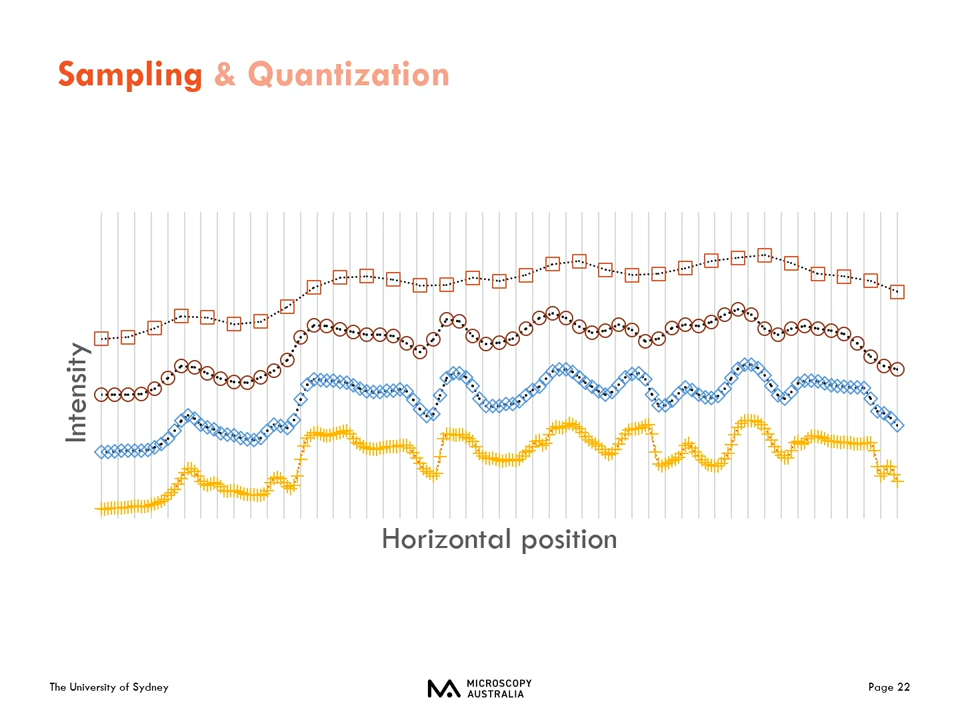 Sampling & Quantization
Intensity
Horizontal position
The University of Sydney
MICROSCOPY
AUSTRALIA
Page 22